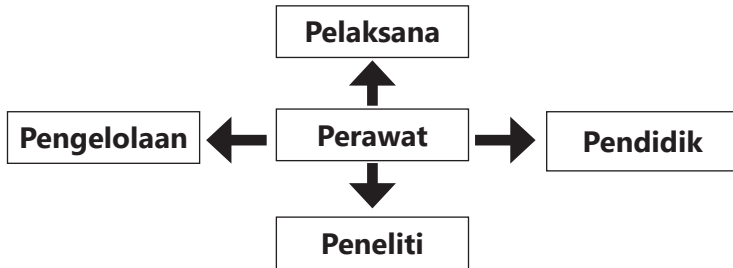 Pelaksana
Pengelolaan
Perawat
Pendidik
Peneliti